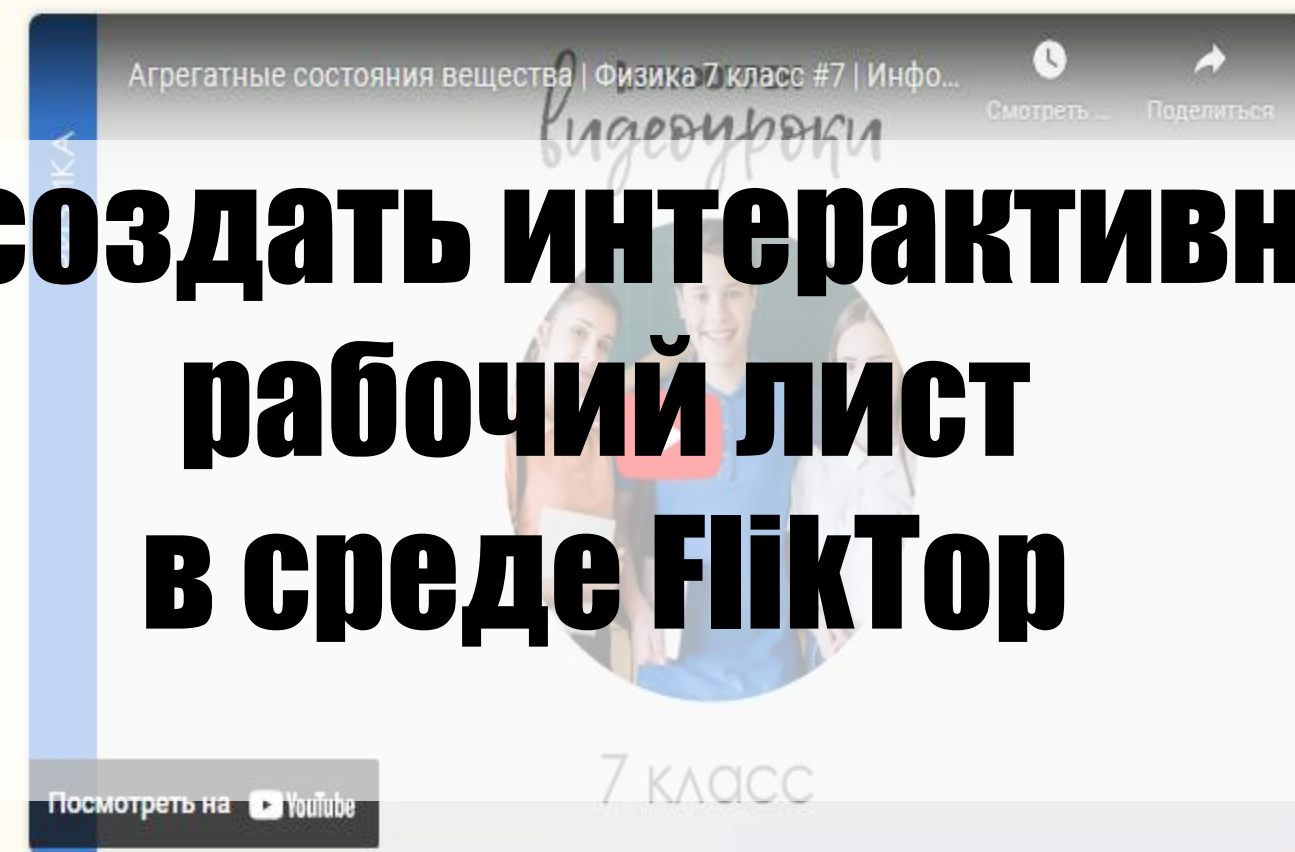 Агрегатные состояния вещества | Физика 7 класс #7 | Инфо...
Смотреть ...
Поделиться
видеоуроки
создать интерактивн
рабочий лист
в среде FlikTop
7 класс
Посмотреть на YouTube